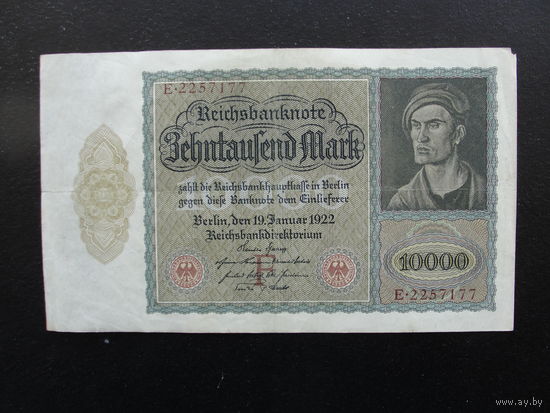 E·2257177
Reichsbanknote
Zehntausend Mark
zahlt die Reichsbankhauptkasse in Berlin
gegen diese Banknote dem Einlieferer
Berlin, den 19. Januar 1922
Reichsbankdirektorium
F
10000
E·2257177
www.ay.by